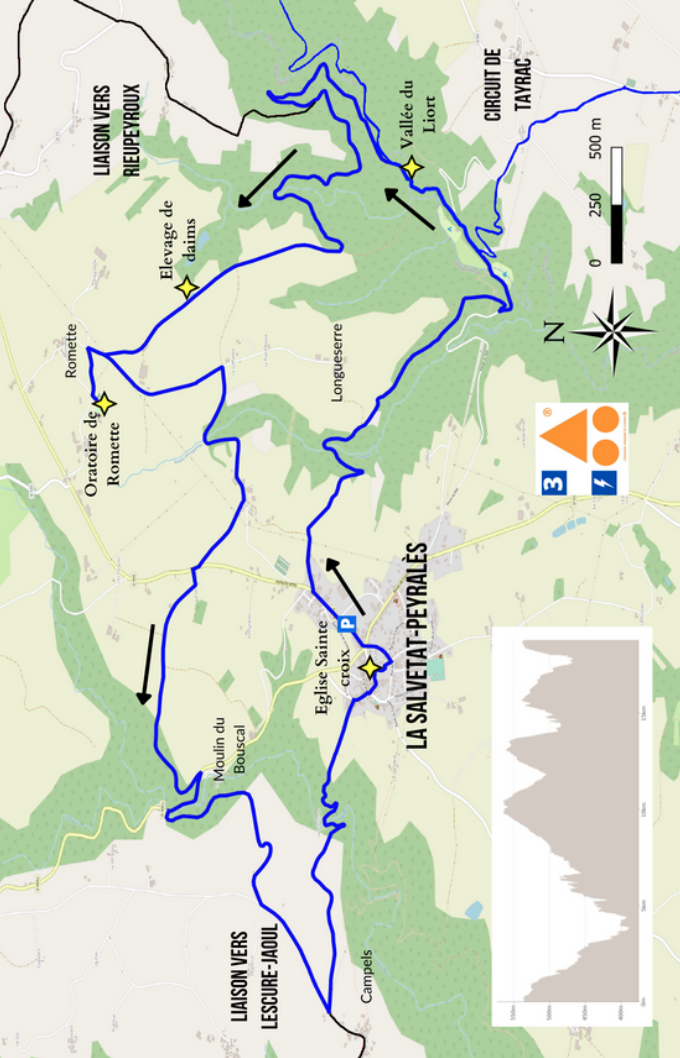 LIAISON VERS
RIEUPEYROUX
CIRCUIT DE
TAYRAC
Vallée du
Liort
Elevage de
dains
Romette
Oratoire de
Romette
Longueserre
500 m
250
0
N
3
P
Eglise Sainte
croix
LA SALVETAT-PEYRALÈS
Moulin du
Bouscal
LIAISON VERS
LESCURE-JAOUL
Campels